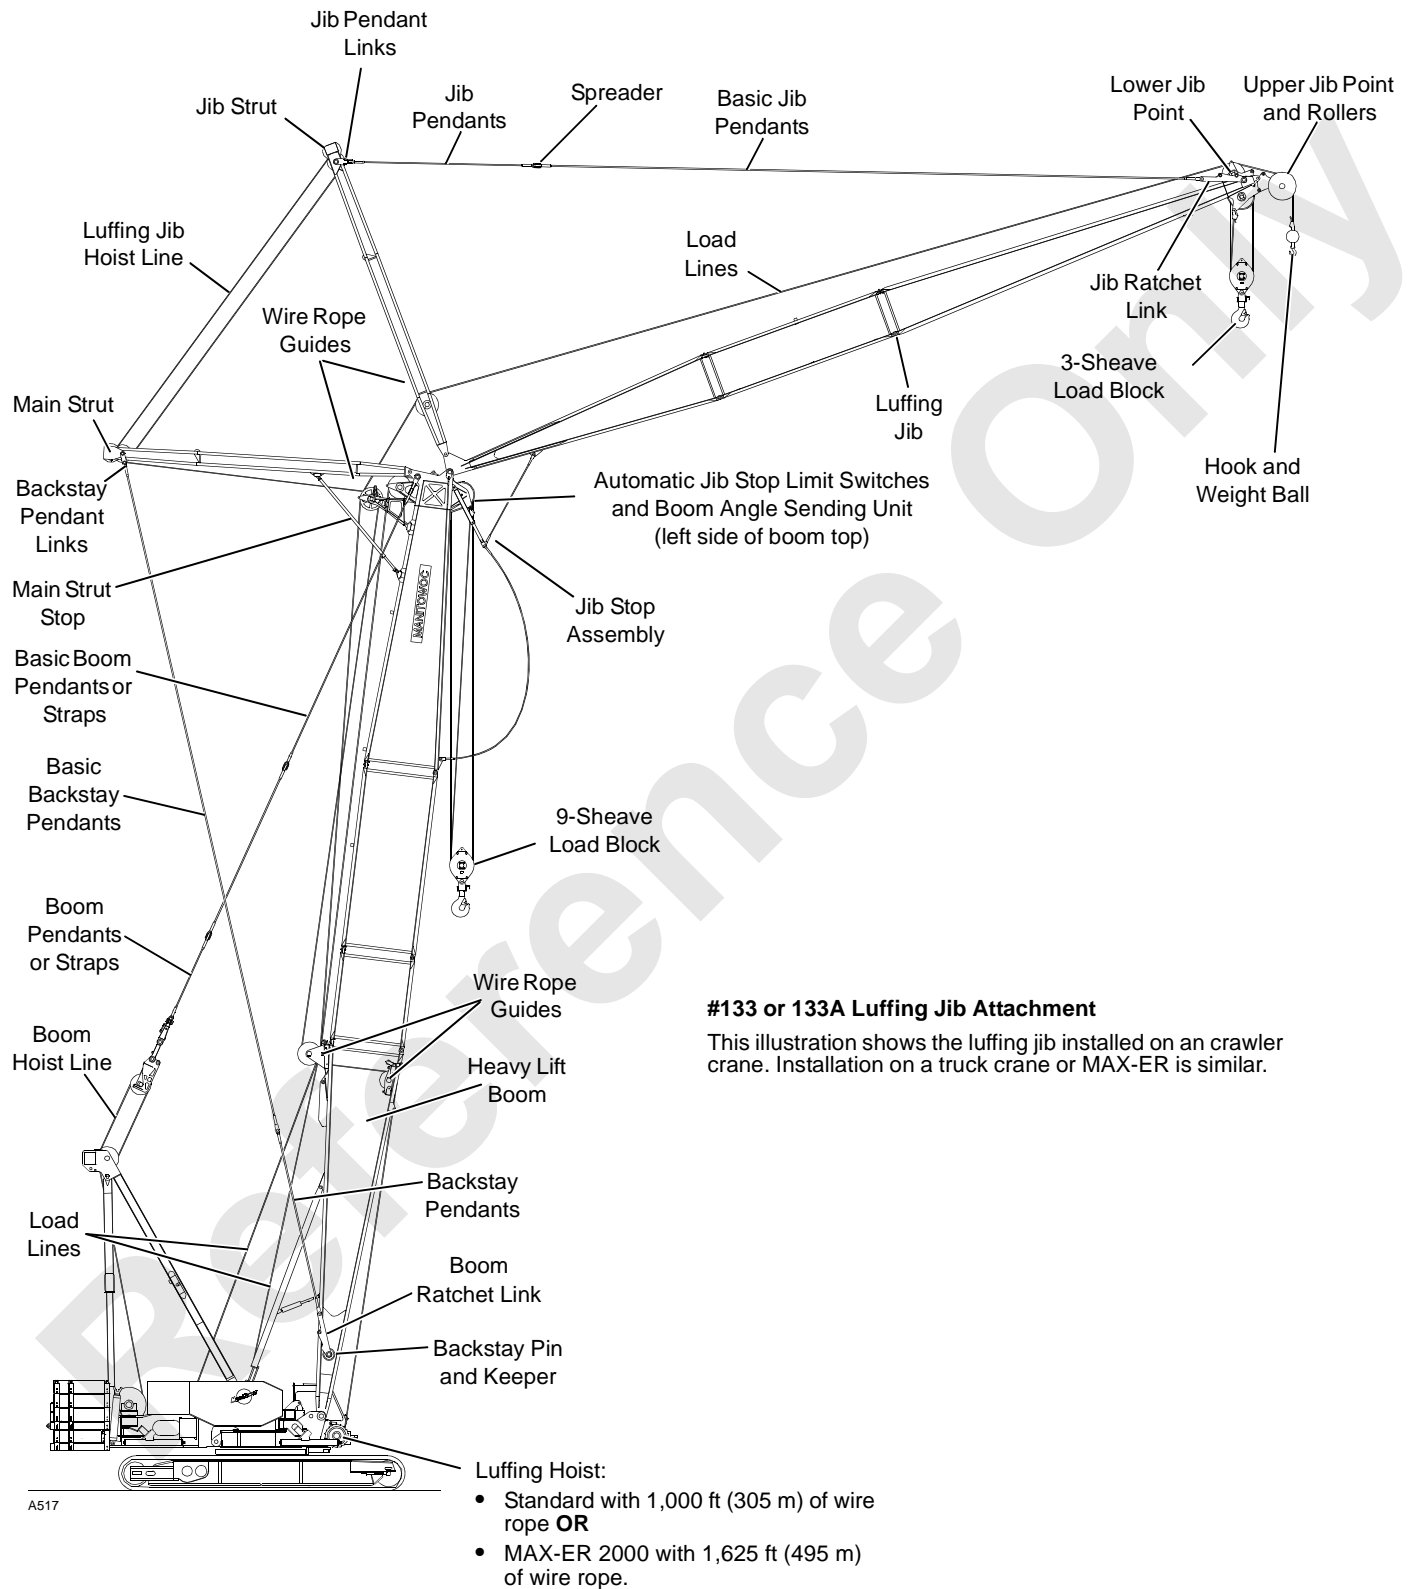 Jib Pendant
Links
Jib Strut
Jib
Pendants
Spreader
Basic Jib
Pendants
Lower Jib
Point
Upper Jib Point
and Rollers
Luffing Jib
Hoist Line
Load
Lines
Jib Ratchet
Link
Wire Rope
Guides
3-Sheave
Load Block
Main Strut
Luffing
Jib
Hook and
Weight Ball
Backstay
Pendant
Links
Automatic Jib Stop Limit Switches
and Boom Angle Sending Unit
(left side of boom top)
Main Strut
Stop
MANITOWOC
Jib Stop
Assembly
Basic Boom
Pendants or
Straps
Basic
Backstay
Pendants
9-Sheave
Load Block
Boom
Pendants
or Straps
Wire Rope
Guides
#133 or 133A Luffing Jib Attachment
This illustration shows the luffing jib installed on an crawler
crane. Installation on a truck crane or MAX-ER is similar.
Boom
Hoist Line
Heavy Lift
Boom
Backstay
Pendants
Load
Lines
Boom
Ratchet Link
Backstay Pin
and Keeper
Luffing Hoist:
• Standard with 1,000 ft (305 m) of wire
rope OR
• MAX-ER 2000 with 1,625 ft (495 m)
of wire rope.
A517
Reference Only